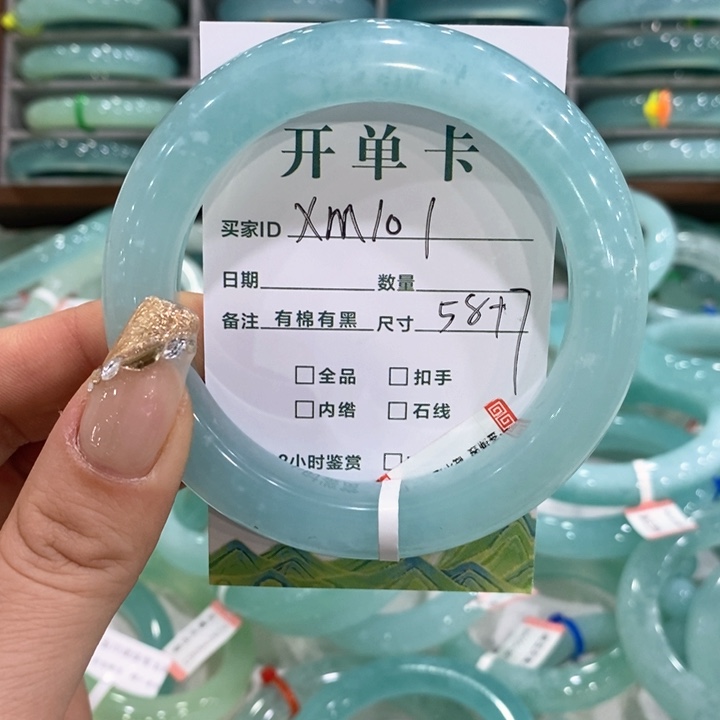 开单卡
买家ID XM101
日期 数量
备注 有棉有黑 尺寸 58+7
□全品 □扣手
□内绺 □石线
小时鉴赏 □